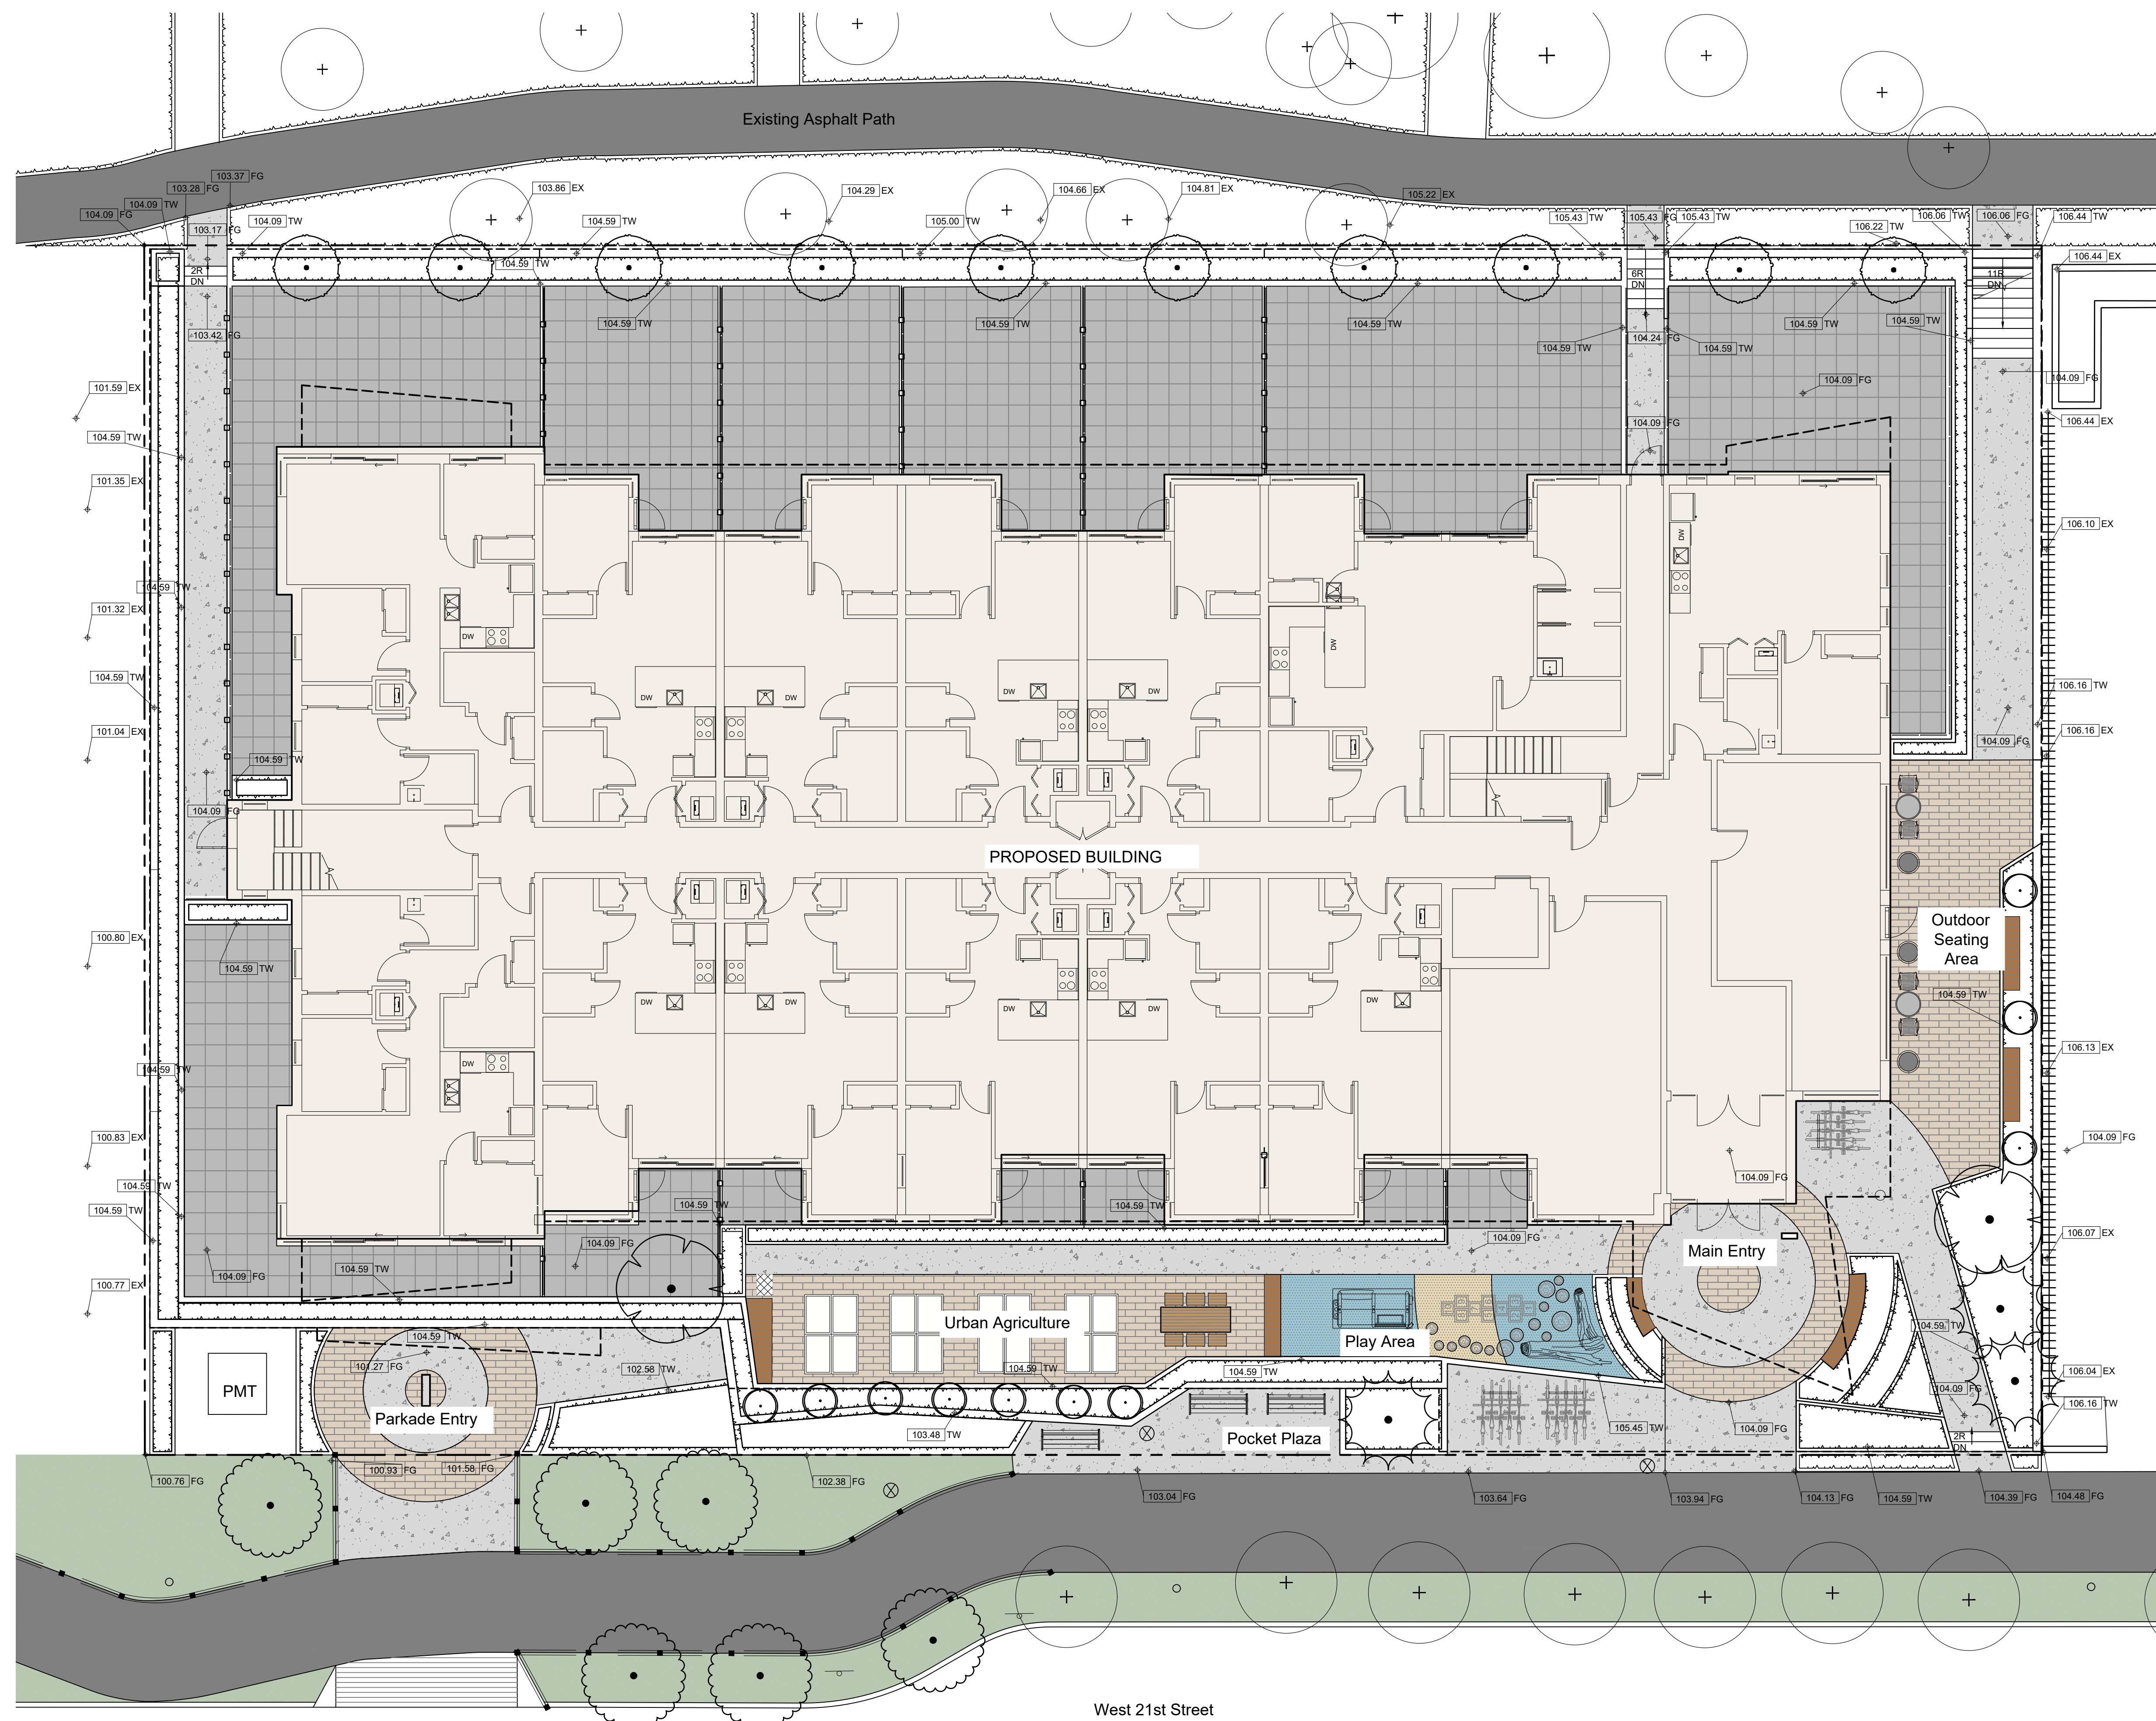 Existing Asphalt Path
103.37 FG
103.28 FG
104.09 TW
104.09 FG
103.17 FG
104.09 TW
103.86 EX
104.59 TW
104.29 EX
105.00 TW
104.66 EX
104.81 EX
105.22 EX
105.43 TW
105.43 FG
105.43 TW
106.22 TW
106.06 TW
106.06 FG
106.44 TW
106.44 EX
2R
DN
104.59 TW
6R
DN
11R
DN
103.42 FG
104.59 TW
104.59 TW
104.59 TW
104.59 TW
104.24 FG
104.59 TW
104.59 TW
104.59 TW
104.09 FG
104.09 FG
101.59 EX
104.59 TW
104.09 FG
106.44 EX
101.35 EX
106.10 EX
DW
104.59 TW
101.32 EX
DW
DW
104.59 TW
DW
DW
DW
DW
106.16 TW
101.04 EX
104.59 TW
106.16 EX
104.09 FG
104.09 FG
PROPOSED BUILDING
Outdoor
Seating
Area
100.80 EX
104.59 TW
104.59 TW
DW
DW
DW
DW
DW
DW
104.59 TW
106.13 EX
100.83 EX
104.09 FG
104.09 FG
104.59 TW
104.59 TW
104.59 TW
104.59 TW
104.09 FG
104.09 FG
Main Entry
106.07 EX
104.09 FG
104.59 TW
100.77 EX
Urban Agriculture
Play Area
104.59 TW
104.59 TW
101.27 FG
102.58 TW
104.59 TW
104.59 TW
106.04 EX
104.09 FG
106.16 TW
PMT
Parkade Entry
103.48 TW
Pocket Plaza
105.45 TW
104.09 FG
2R
DN
100.76 FG
100.93 FG
101.58 FG
102.38 FG
103.04 FG
103.64 FG
103.94 FG
104.13 FG
104.59 TW
104.39 FG
104.48 FG
West 21st Street